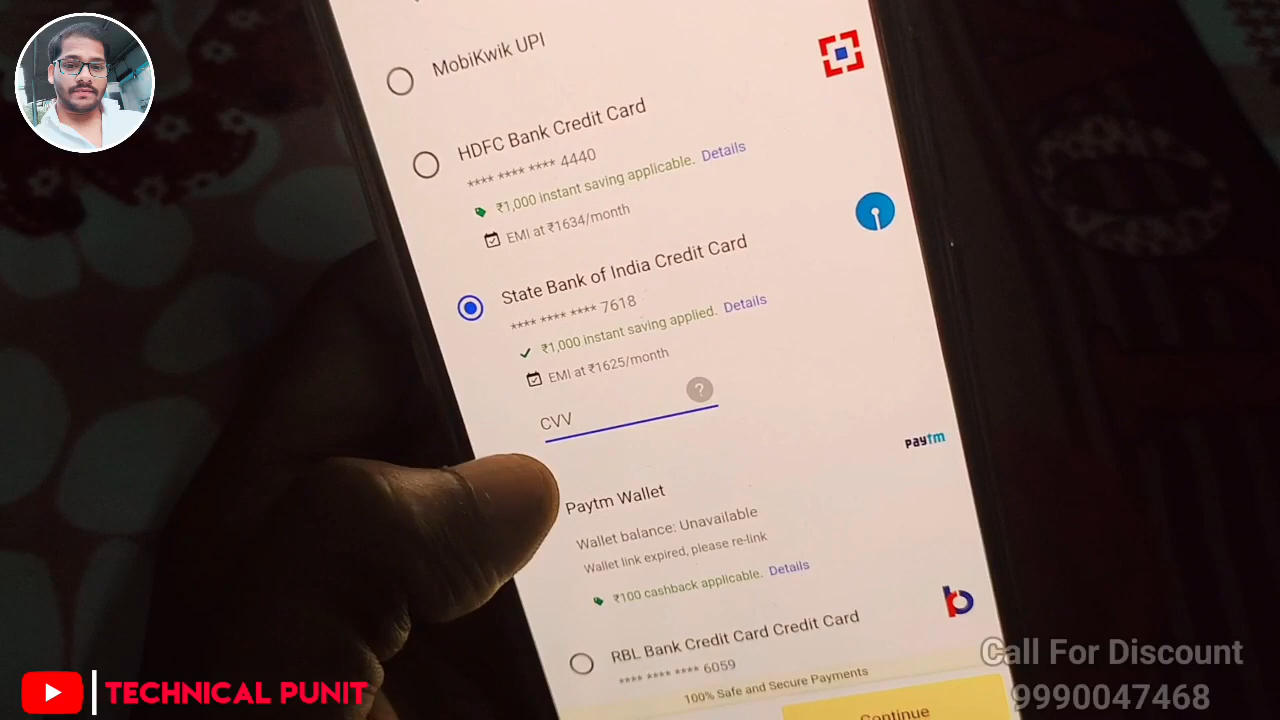 MobiKwik UPI
HDFC Bank Credit Card
**** **** **** 4440
₹1,000 instant saving applicable. Details
EMI at ₹1634/month
State Bank of India Credit Card
**** **** **** 7618
₹1,000 instant saving applied. Details
EMI at ₹1625/month
CVV
?
paytm
Paytm Wallet
Wallet balance: Unavailable
Wallet link expired, please re-link
₹100 cashback applicable. Details
RBL Bank Credit Card Credit Card
**** **** **** 6059
100% Safe and Secure Payments
Continue
TECHNICAL PUNIT
Call For Discount
9990047468